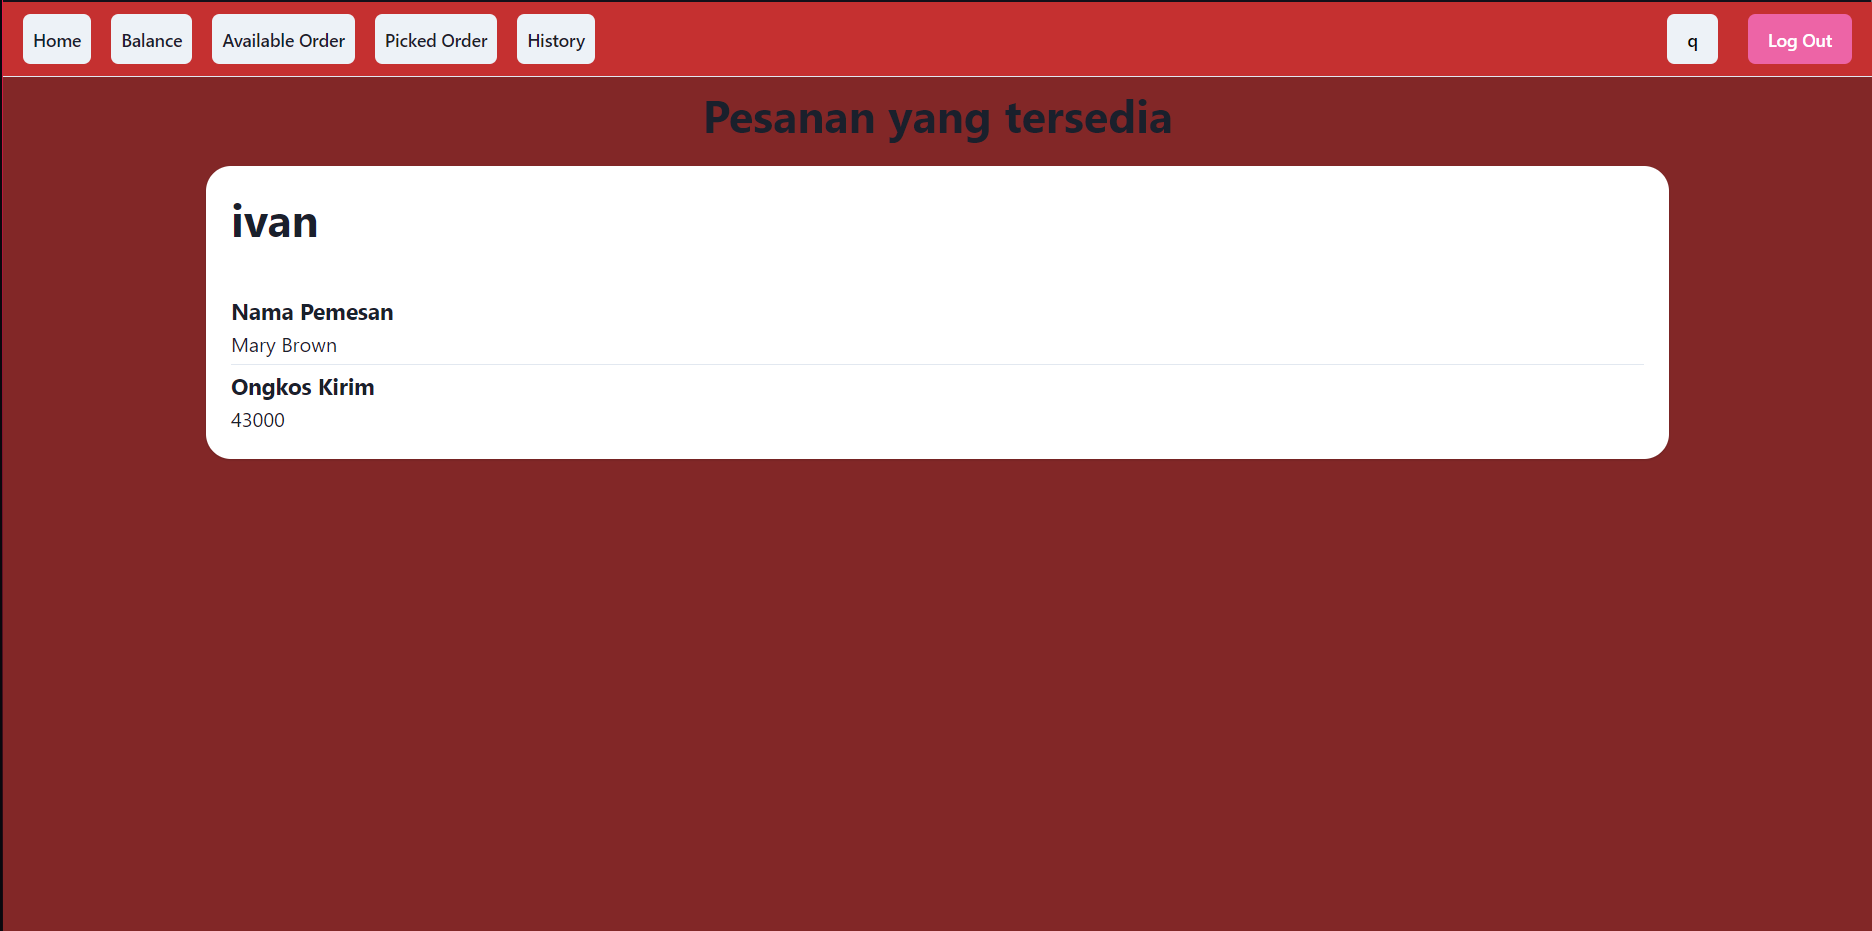 Home Balance Available Order Picked Order History q Log Out
Pesanan yang tersedia
ivan
Nama Pemesan
Mary Brown
Ongkos Kirim
43000